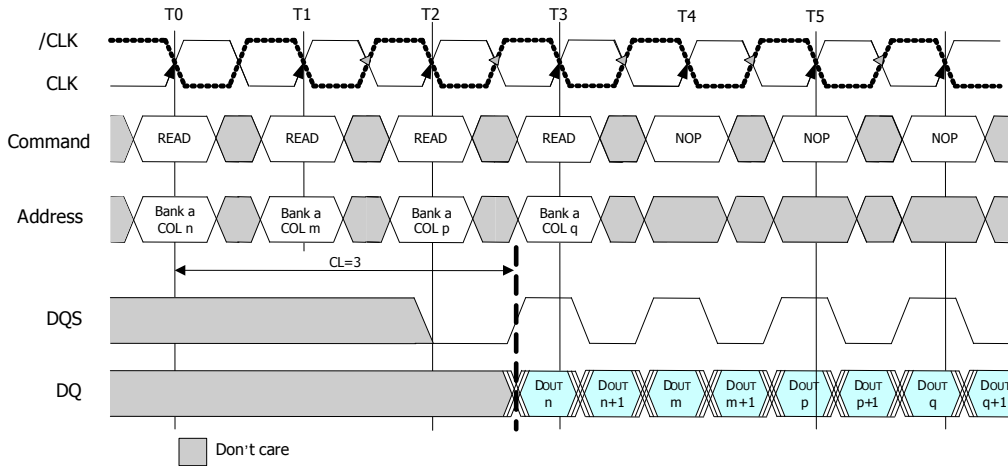 T0 T1 T2 T3 T4 T5
/CLK
CLK
Command READ READ READ READ NOP NOP NOP
Address
Bank a Bank a Bank a Bank a
COL n COL m COL p COL q
CL=3
DQS
DQ
DOUT DOUT DOUT DOUT DOUT DOUT DOUT DOUT
n n+1 m m+1 p p+1 q q+1
Don't care